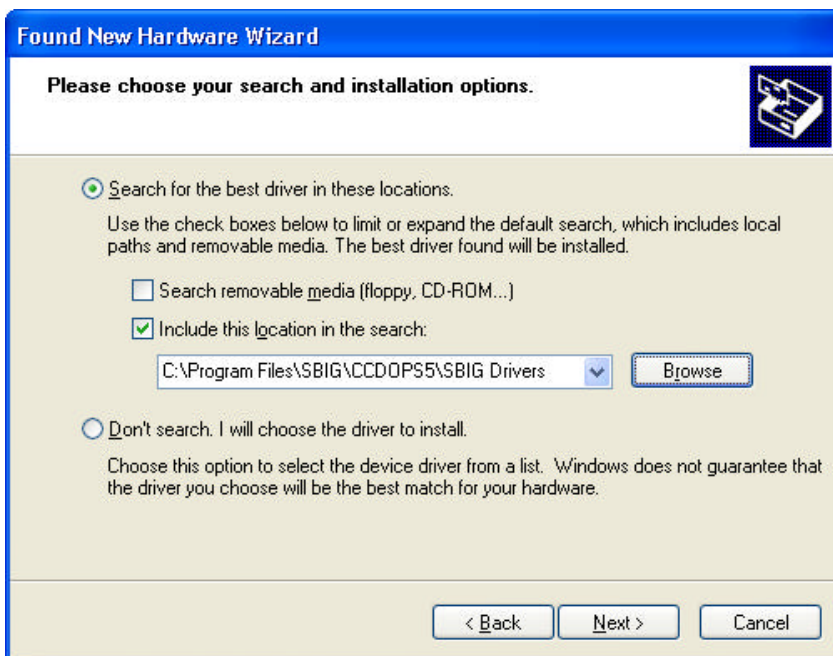 Found New Hardware Wizard
Please choose your search and installation options.
Search for the best driver in these locations.
Use the check boxes below to limit or expand the default search, which includes local
paths and removable media. The best driver found will be installed.
Search removable media (floppy, CD-ROM...)
Include this location in the search:
C:\Program Files\SBIG\CCDOPS5\SBIG Drivers
Browse
Don't search. I will choose the driver to install.
Choose this option to select the device driver from a list. Windows does not guarantee that
the driver you choose will be the best match for your hardware.
< Back Next > Cancel